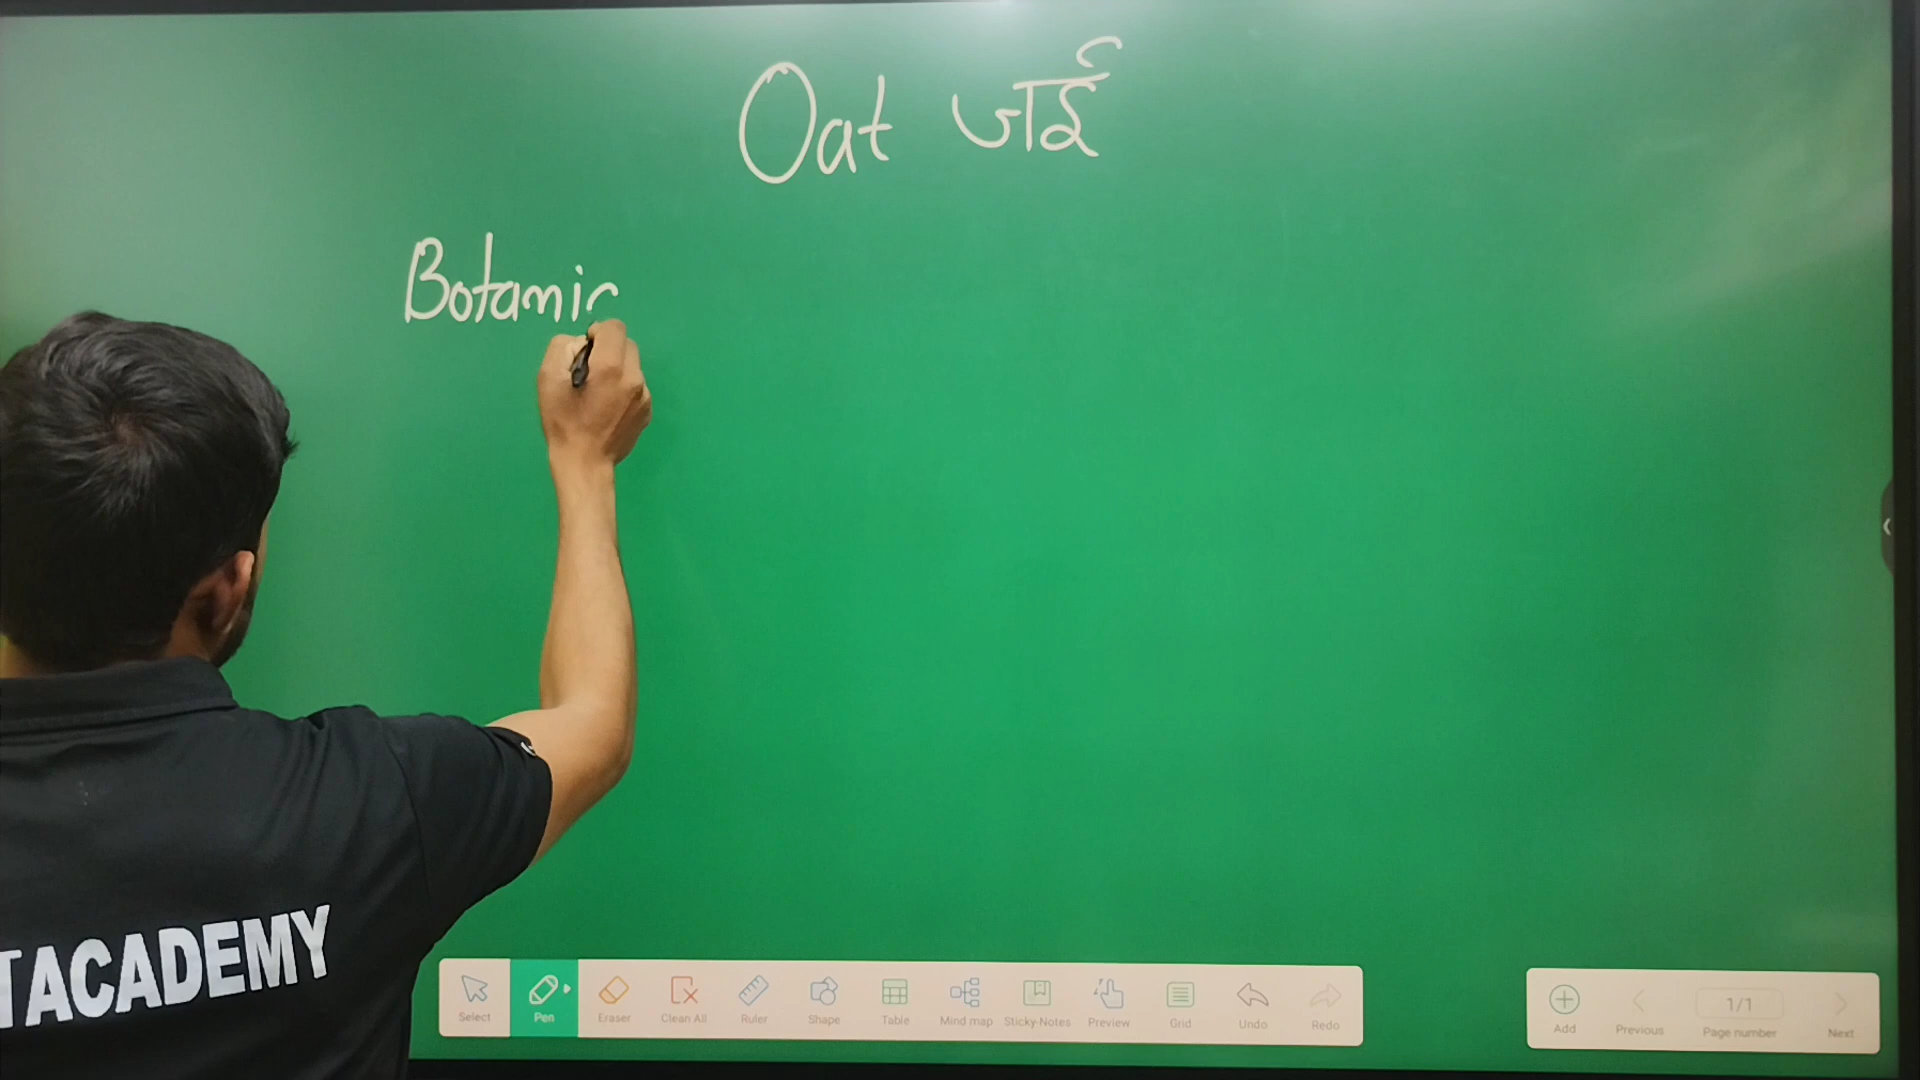 Oat जई
Botanic
TACADEMY
Select Pen Eraser Clean All Ruler Shape Table Mind map Sticky-Notes Preview Grid Undo Redo
Add Previous 1/1 Page number Next